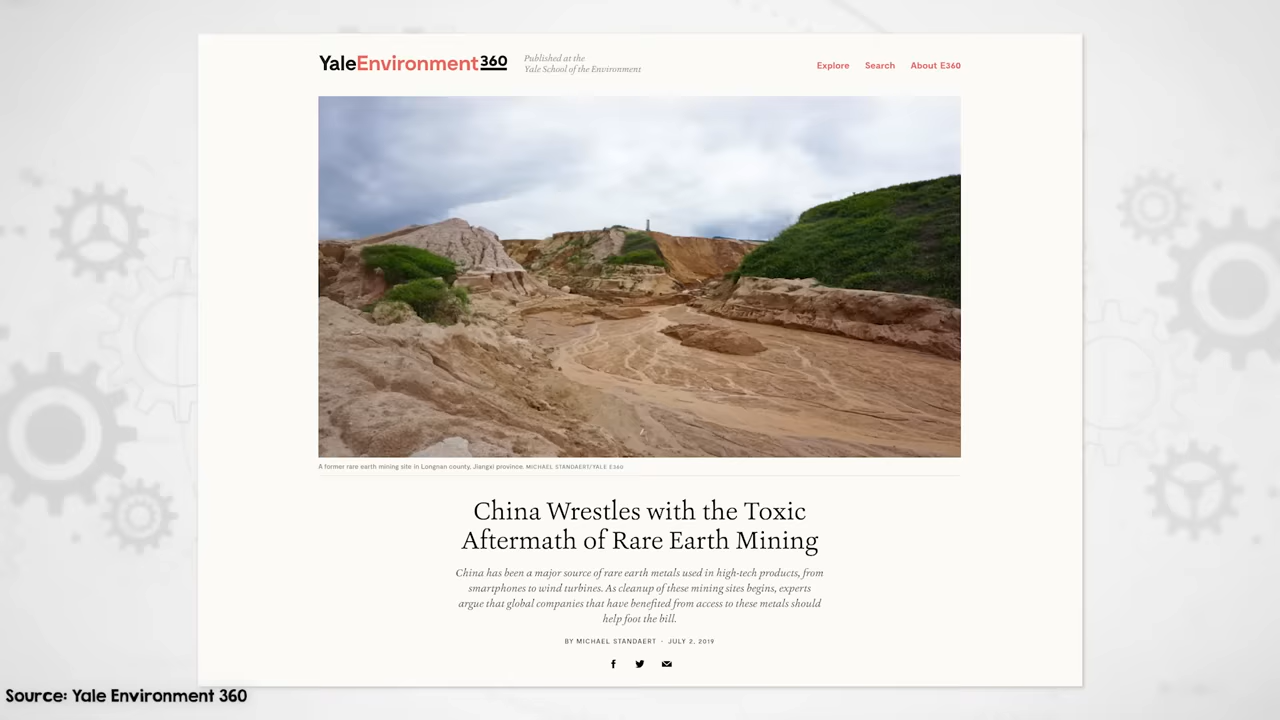 YaleEnvironment360
Published at the
Yale School of the Environment
Explore Search About E360
A former rare earth mining site in Longnan county, Jiangxi province. MICHAEL STANDAERT/YALE E360
China Wrestles with the Toxic
Aftermath of Rare Earth Mining
China has been a major source of rare earth metals used in high-tech products, from
smartphones to wind turbines. As cleanup of these mining sites begins, experts
argue that global companies that have benefited from access to these metals should
help foot the bill.
BY MICHAEL STANDAERT · JULY 2, 2019
Source: Yale Environment 360